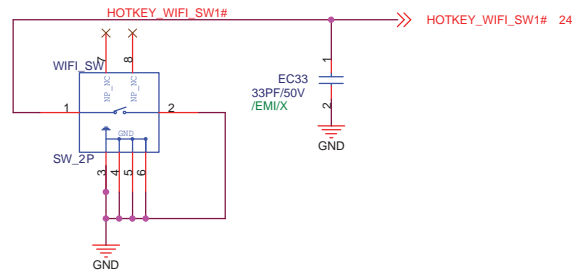 HOTKEY_WIFI_SW1#
HOTKEY_WIFI_SW1# 24
WIFI_SW
7
8
NP_NC
NP_NC
1
2
GND
SW_2P
3
4
5
6
GND
1
EC33
33PF/50V
/EMI/X
2
GND